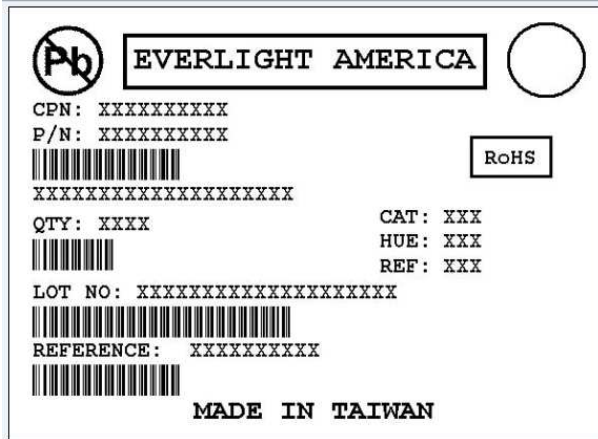 Pb
EVERLIGHT AMERICA
CPN: XXXXXXXXXX
P/N: XXXXXXXXXX
RoHS
XXXXXXXXXXXXXXXXXXXX
QTY: XXXX
CAT: XXX
HUE: XXX
REF: XXX
LOT NO: XXXXXXXXXXXXXXXXXXXX
REFERENCE: XXXXXXXXXX
MADE IN TAIWAN